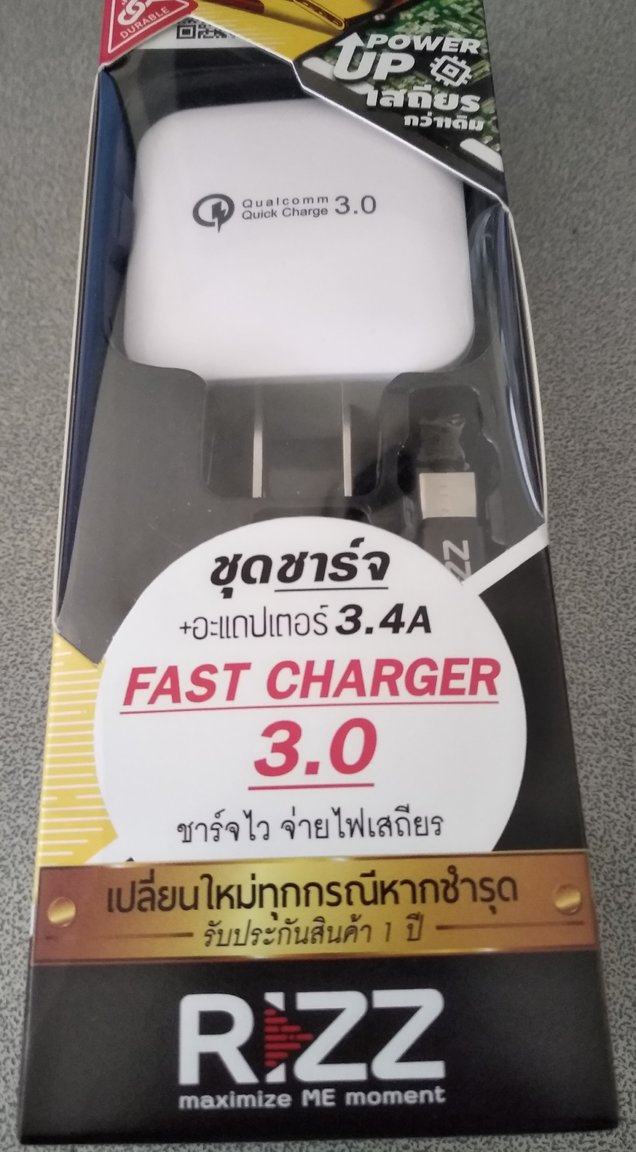 DURABLE
POWER
UP
เสถียร
กว่าเดิม
Qualcomm
Quick Charge 3.0
ชุดชาร์จ
+อะแดปเตอร์ 3.4A
FAST CHARGER
3.0
ชาร์จไว จ่ายไฟเสถียร
เปลี่ยนใหม่ทุกกรณีหากชำรุด
รับประกันสินค้า 1 ปี
RIZZ
maximize ME moment